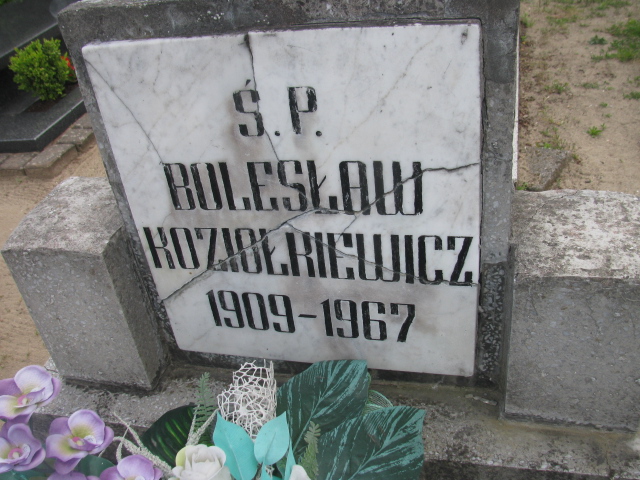 Ś.P.
BOLESŁAW
KOZIOŁKIEWICZ
1909-1967